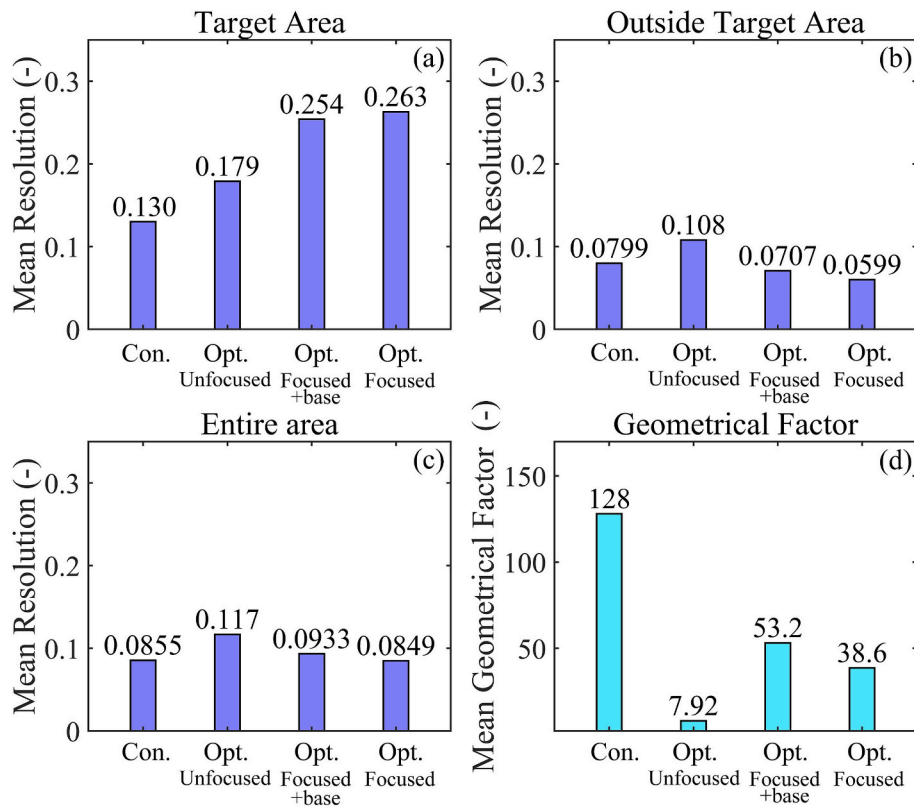 Target Area
Mean Resolution (-)
(a)
0.3
0.2
0.1
0
0.130
0.179
0.254
0.263
Con.
Opt.
Unfocused
Opt.
Focused
+base
Opt.
Focused
Outside Target Area
Mean Resolution (-)
(b)
0.3
0.2
0.1
0
0.0799
0.108
0.0707
0.0599
Con.
Opt.
Unfocused
Opt.
Focused
+base
Opt.
Focused
Entire area
Mean Resolution (-)
(c)
0.3
0.2
0.1
0
0.0855
0.117
0.0933
0.0849
Con.
Opt.
Unfocused
Opt.
Focused
+base
Opt.
Focused
Geometrical Factor
Mean Geometrical Factor (-)
(d)
150
100
50
128
7.92
53.2
38.6
Con.
Opt.
Unfocused
Opt.
Focused
+base
Opt.
Focused